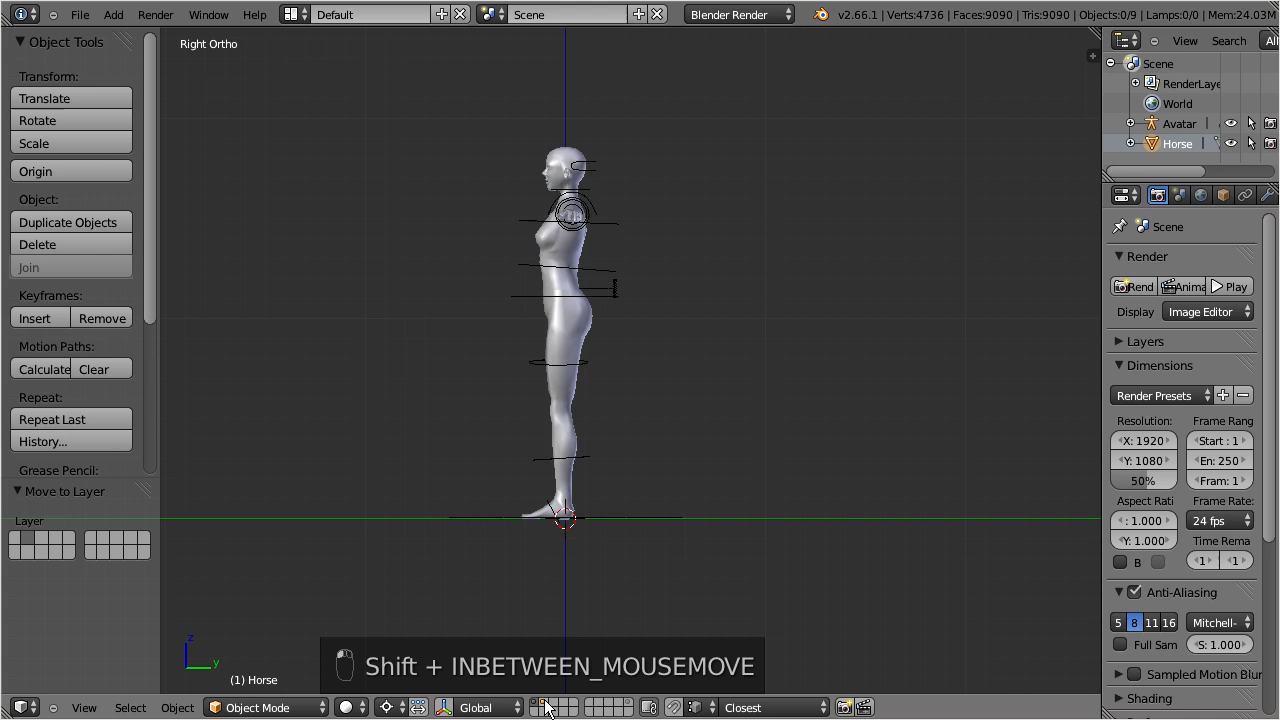 File Add Render Window Help Default Scene Blender Render v2.66.1 | Verts:4736 | Faces:9090 | Tris:9090 | Objects:0/9 | Lamps:0/0 | Mem:24.03M
Object Tools
Transform:
Translate
Rotate
Scale
Origin
Object:
Duplicate Objects
Delete
Join
Keyframes:
Insert Remove
Motion Paths:
Calculate Clear
Repeat:
Repeat Last
History...
Grease Pencil:
Move to Layer
Layer
Right Ortho
z
y
(1) Horse
Shift + INBETWEEN_MOUSEMOVE
View Select Object Object Mode Global Closest
View Search All
Scene
RenderLaye
World
Avatar
Horse
Scene
Render
Rend Anima Play
Display Image Editor
Layers
Dimensions
Render Presets
Resolution: Frame Rang
X: 1920 Start : 1
Y: 1080 En: 250
50% Fram: 1
Aspect Rati Frame Rate:
: 1.000 24 fps
Y: 1.000 Time Rema
B 1 1
Anti-Aliasing
5 8 11 16 Mitchell-
Full Sam S: 1.000
Sampled Motion Blur
Shading